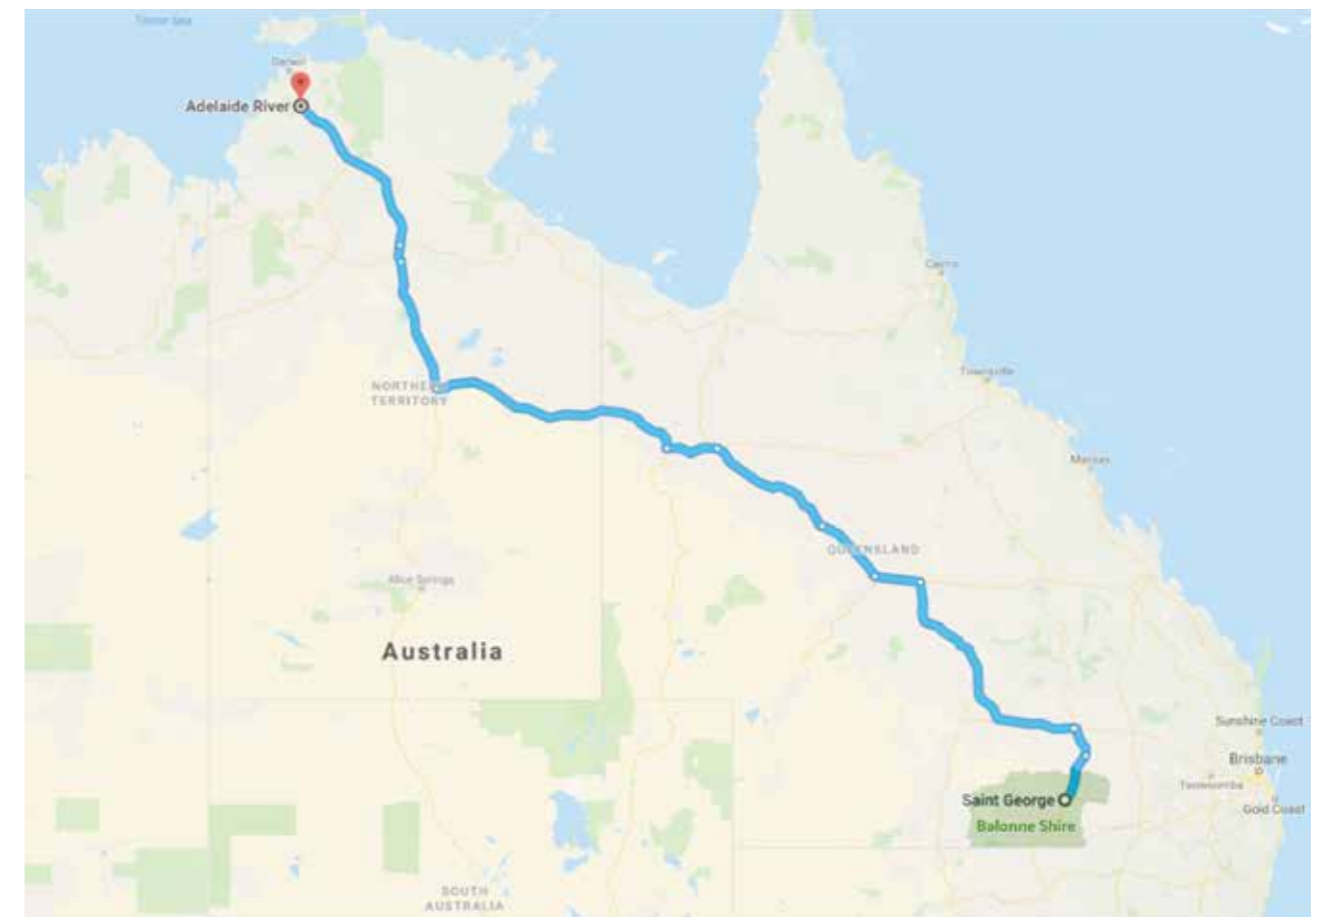 Timor Sea
Darwin
Adelaide River
Cairns
Townsville
NORTHERN
TERRITORY
Mackay
QUEENSLAND
Alice Springs
Australia
Sunshine Coast
Brisbane
Toowoomba
Saint George
Gold Coast
Balonne Shire
SOUTH
AUSTRALIA